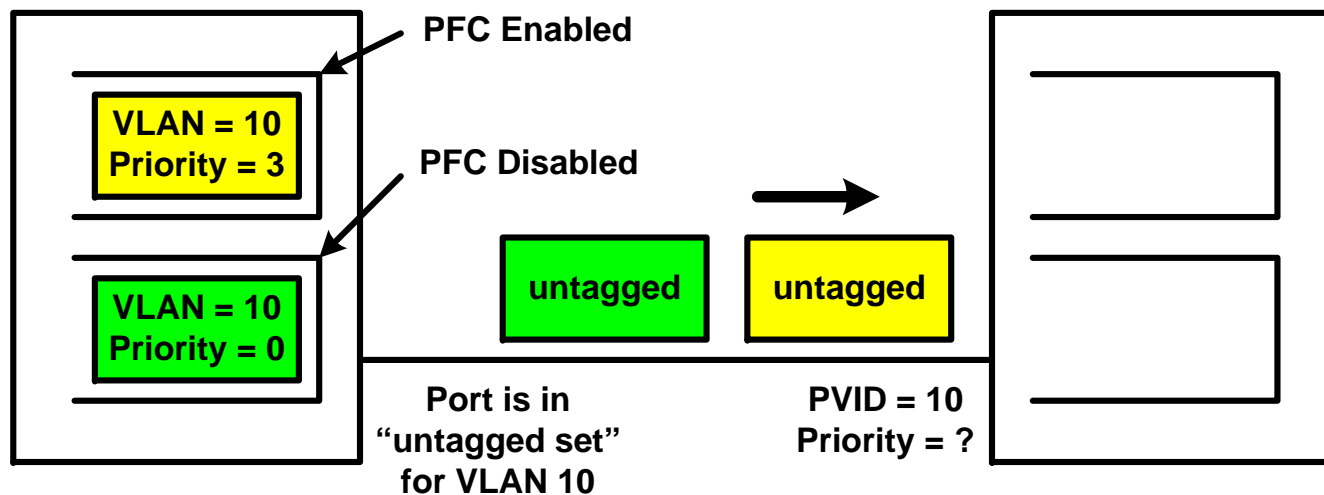 PFC Enabled
VLAN = 10
Priority = 3
PFC Disabled
VLAN = 10
Priority = 0
untagged
untagged
Port is in
“untagged set”
for VLAN 10
PVID = 10
Priority = ?